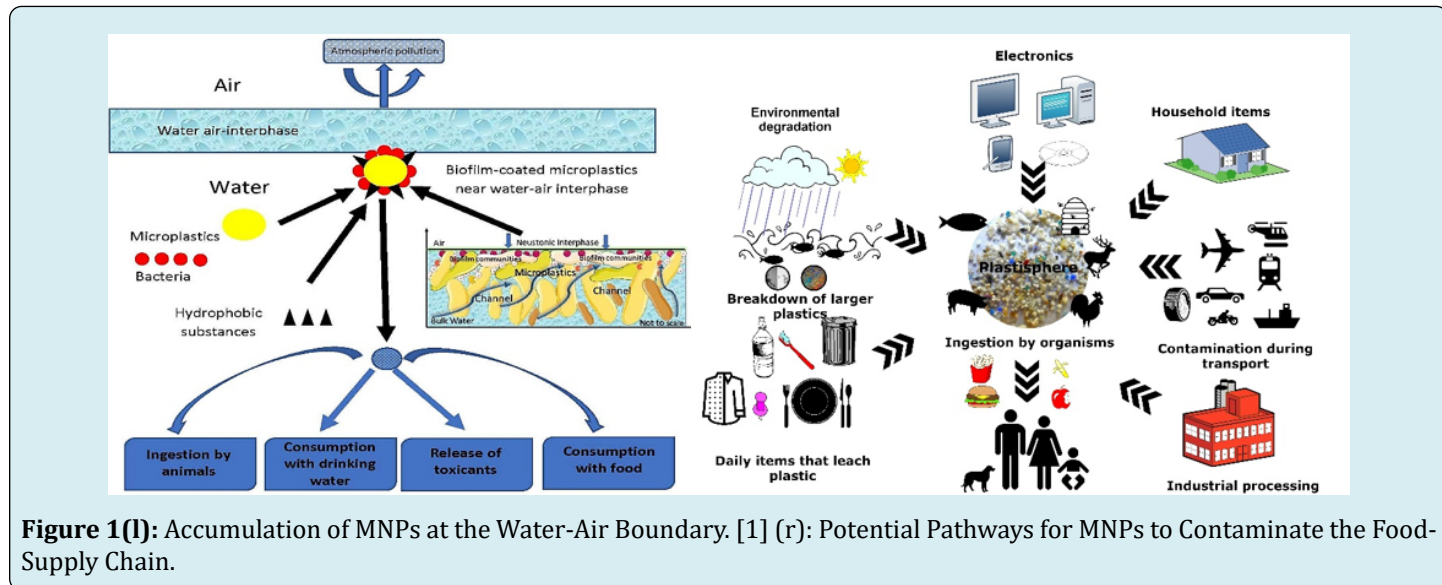 Atmospheric pollution
Air
Water air-interphase
Water
Biofilm-coated microplastics
near water-air interphase
Microplastics
Bacteria
Hydrophobic
substances
Air
Neustonic Interphase
Biofilm communities
Biofilm communities
Microplastics
Channel
Channel
Bulk Water
Not to scale
Ingestion by
animals
Consumption
with drinking
water
Release of
toxicants
Consumption
with food
Electronics
Environmental
degradation
Household items
Plastisphere
Breakdown of larger
plastics
Ingestion by organisms
Contamination during
transport
Daily items that leach
plastic
Industrial processing
Figure 1(l): Accumulation of MNPs at the Water-Air Boundary. [1] (r): Potential Pathways for MNPs to Contaminate the Food-
Supply Chain.